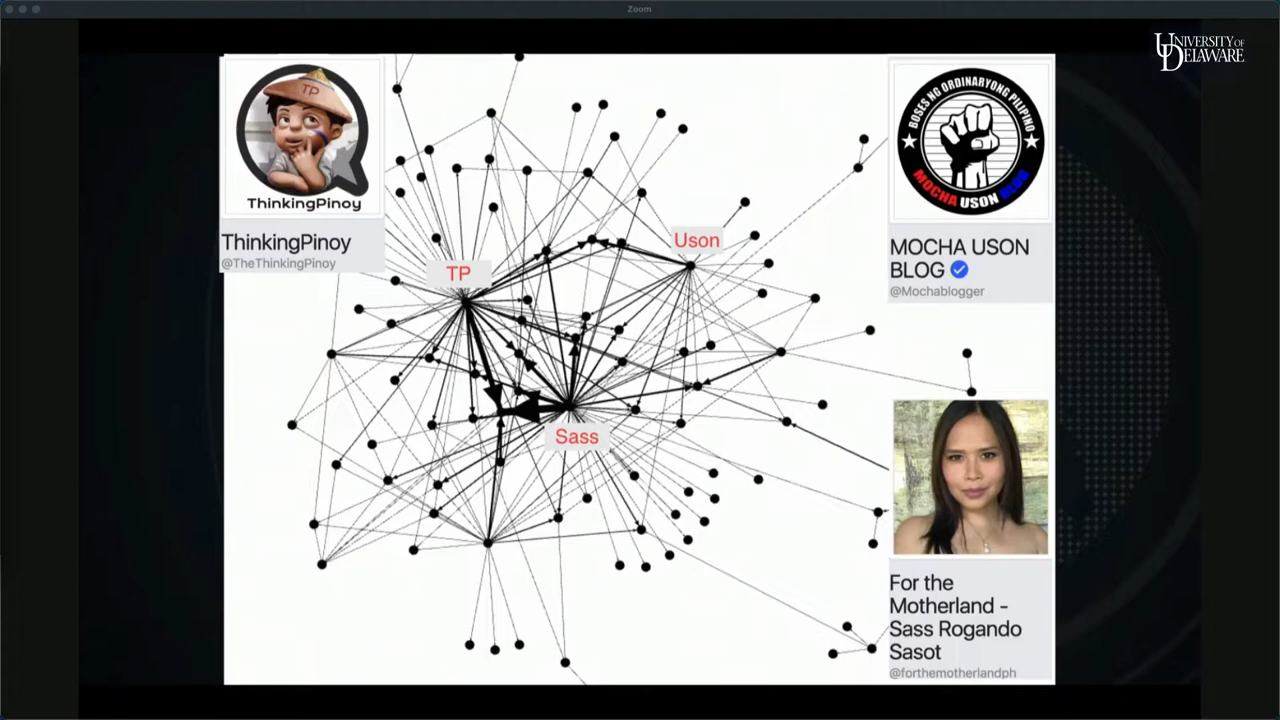 Zoom
UNIVERSITY OF
DELAWARE
TP
ThinkingPinoy
ThinkingPinoy
@TheThinkingPinoy
BOSES NG ORDINARYONG PILIPINO
MOCHA USON BLOG
MOCHA USON
BLOG
@Mochablogger
Uson
TP
Sass
For the
Motherland -
Sass Rogando
Sasot
@forthemotherlandph